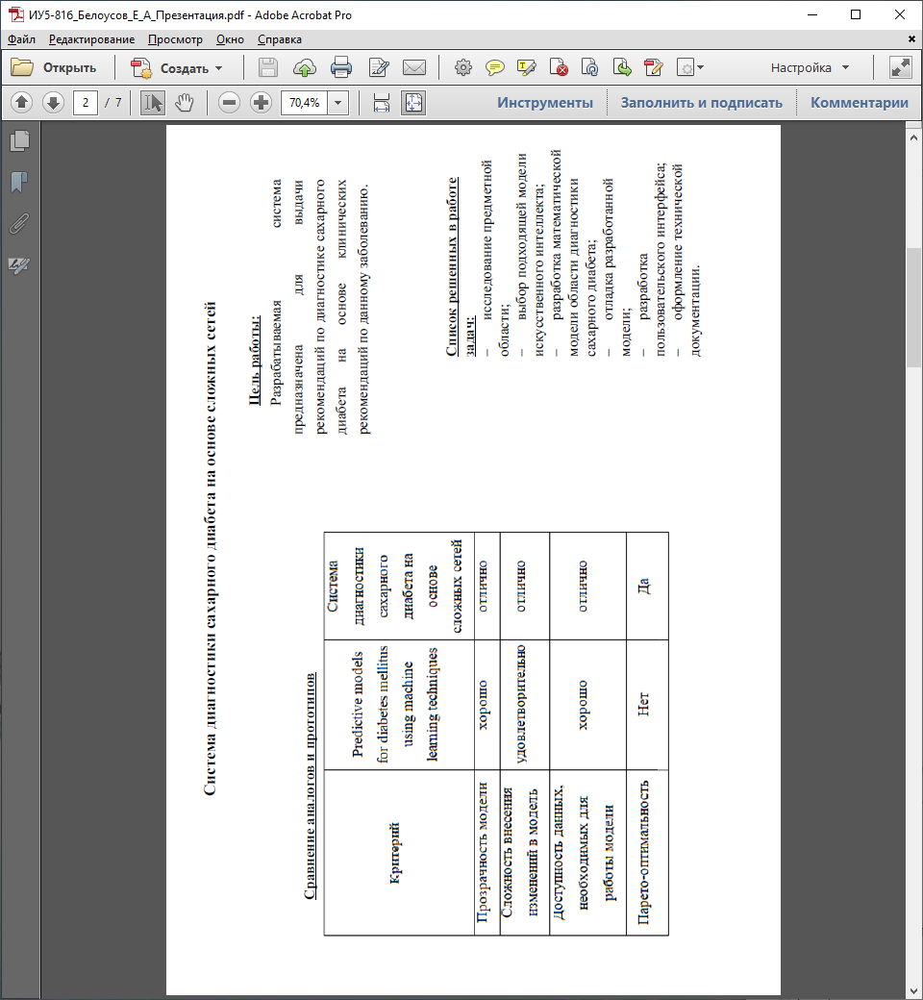 ИУ5-81б_Белоусов_Е_А_Презентация.pdf - Adobe Acrobat Pro
Файл Редактирование Просмотр Окно Справка
Открыть Создать Настройка
2 / 7 70,4% Инструменты Заполнить и подписать Комментарии
Система диагностики сахарного диабета на основе сложных сетей
Сравнение аналогов и прототипов
Критерий
Predictive models
for diabetes mellitus
using machine
learning techniques
Система
диагностики
сахарного
диабета на
основе
сложных сетей
Прозрачность модели
хорошо
отлично
Сложность внесения
изменений в модель
удовлетворительно
отлично
Доступность данных,
необходимых для
работы модели
хорошо
отлично
Парето-оптимальность
Нет
Да
Цель работы:
Разрабатываемая система
предназначена для выдачи
рекомендаций по диагностике сахарного
диабета на основе клинических
рекомендаций по данному заболеванию.
Список решенных в работе
задач:
– исследование предметной
области;
– выбор подходящей модели
искусственного интеллекта;
– разработка математической
модели области диагностики
сахарного диабета;
– отладка разработанной
модели;
– разработка
пользовательского интерфейса;
– оформление технической
документации.